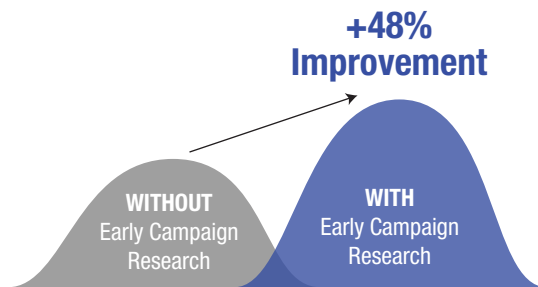 +48%
Improvement
WITHOUT
Early Campaign
Research
WITH
Early Campaign
Research